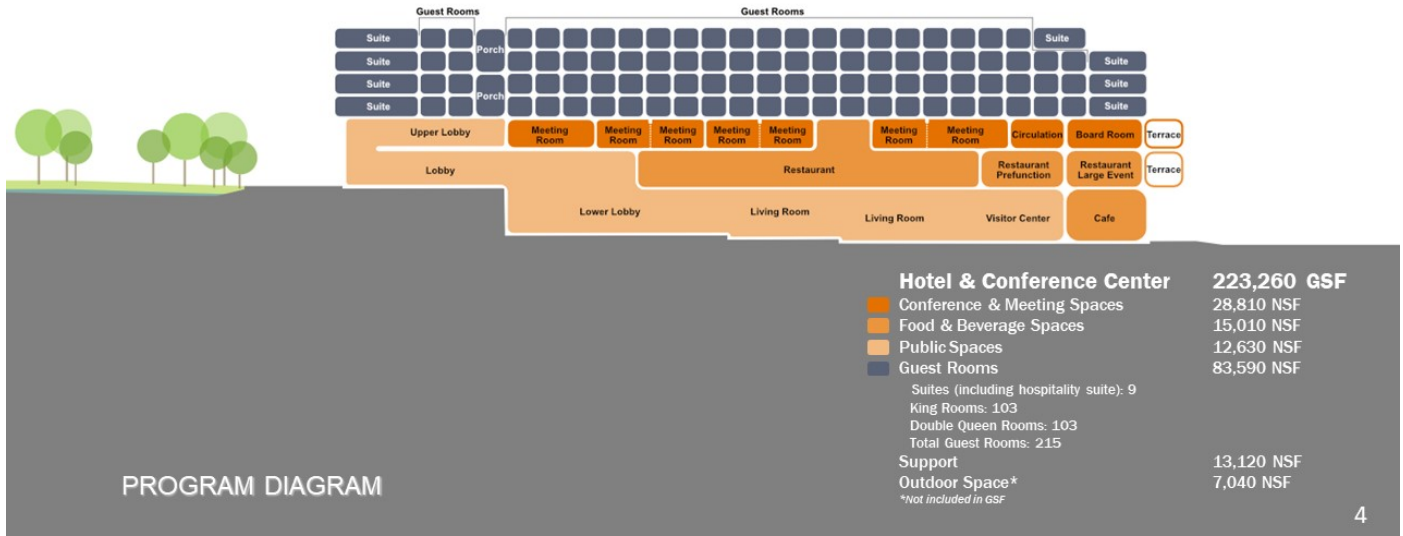 Guest Rooms Guest Rooms
Suite Porch Suite
Suite Suite
Suite Porch Suite
Suite Suite
Upper Lobby Meeting Room Meeting Room Meeting Room Meeting Room Meeting Room Meeting Room Meeting Room Circulation Board Room Terrace
Lobby Restaurant Restaurant Prefunction Restaurant Large Event Terrace
Lower Lobby Living Room Living Room Visitor Center Cafe
Hotel & Conference Center 223,260 GSF
Conference & Meeting Spaces 28,810 NSF
Food & Beverage Spaces 15,010 NSF
Public Spaces 12,630 NSF
Guest Rooms 83,590 NSF
Suites (including hospitality suite): 9
King Rooms: 103
Double Queen Rooms: 103
Total Guest Rooms: 215
Support 13,120 NSF
Outdoor Space* 7,040 NSF
*Not included in GSF
PROGRAM DIAGRAM
4